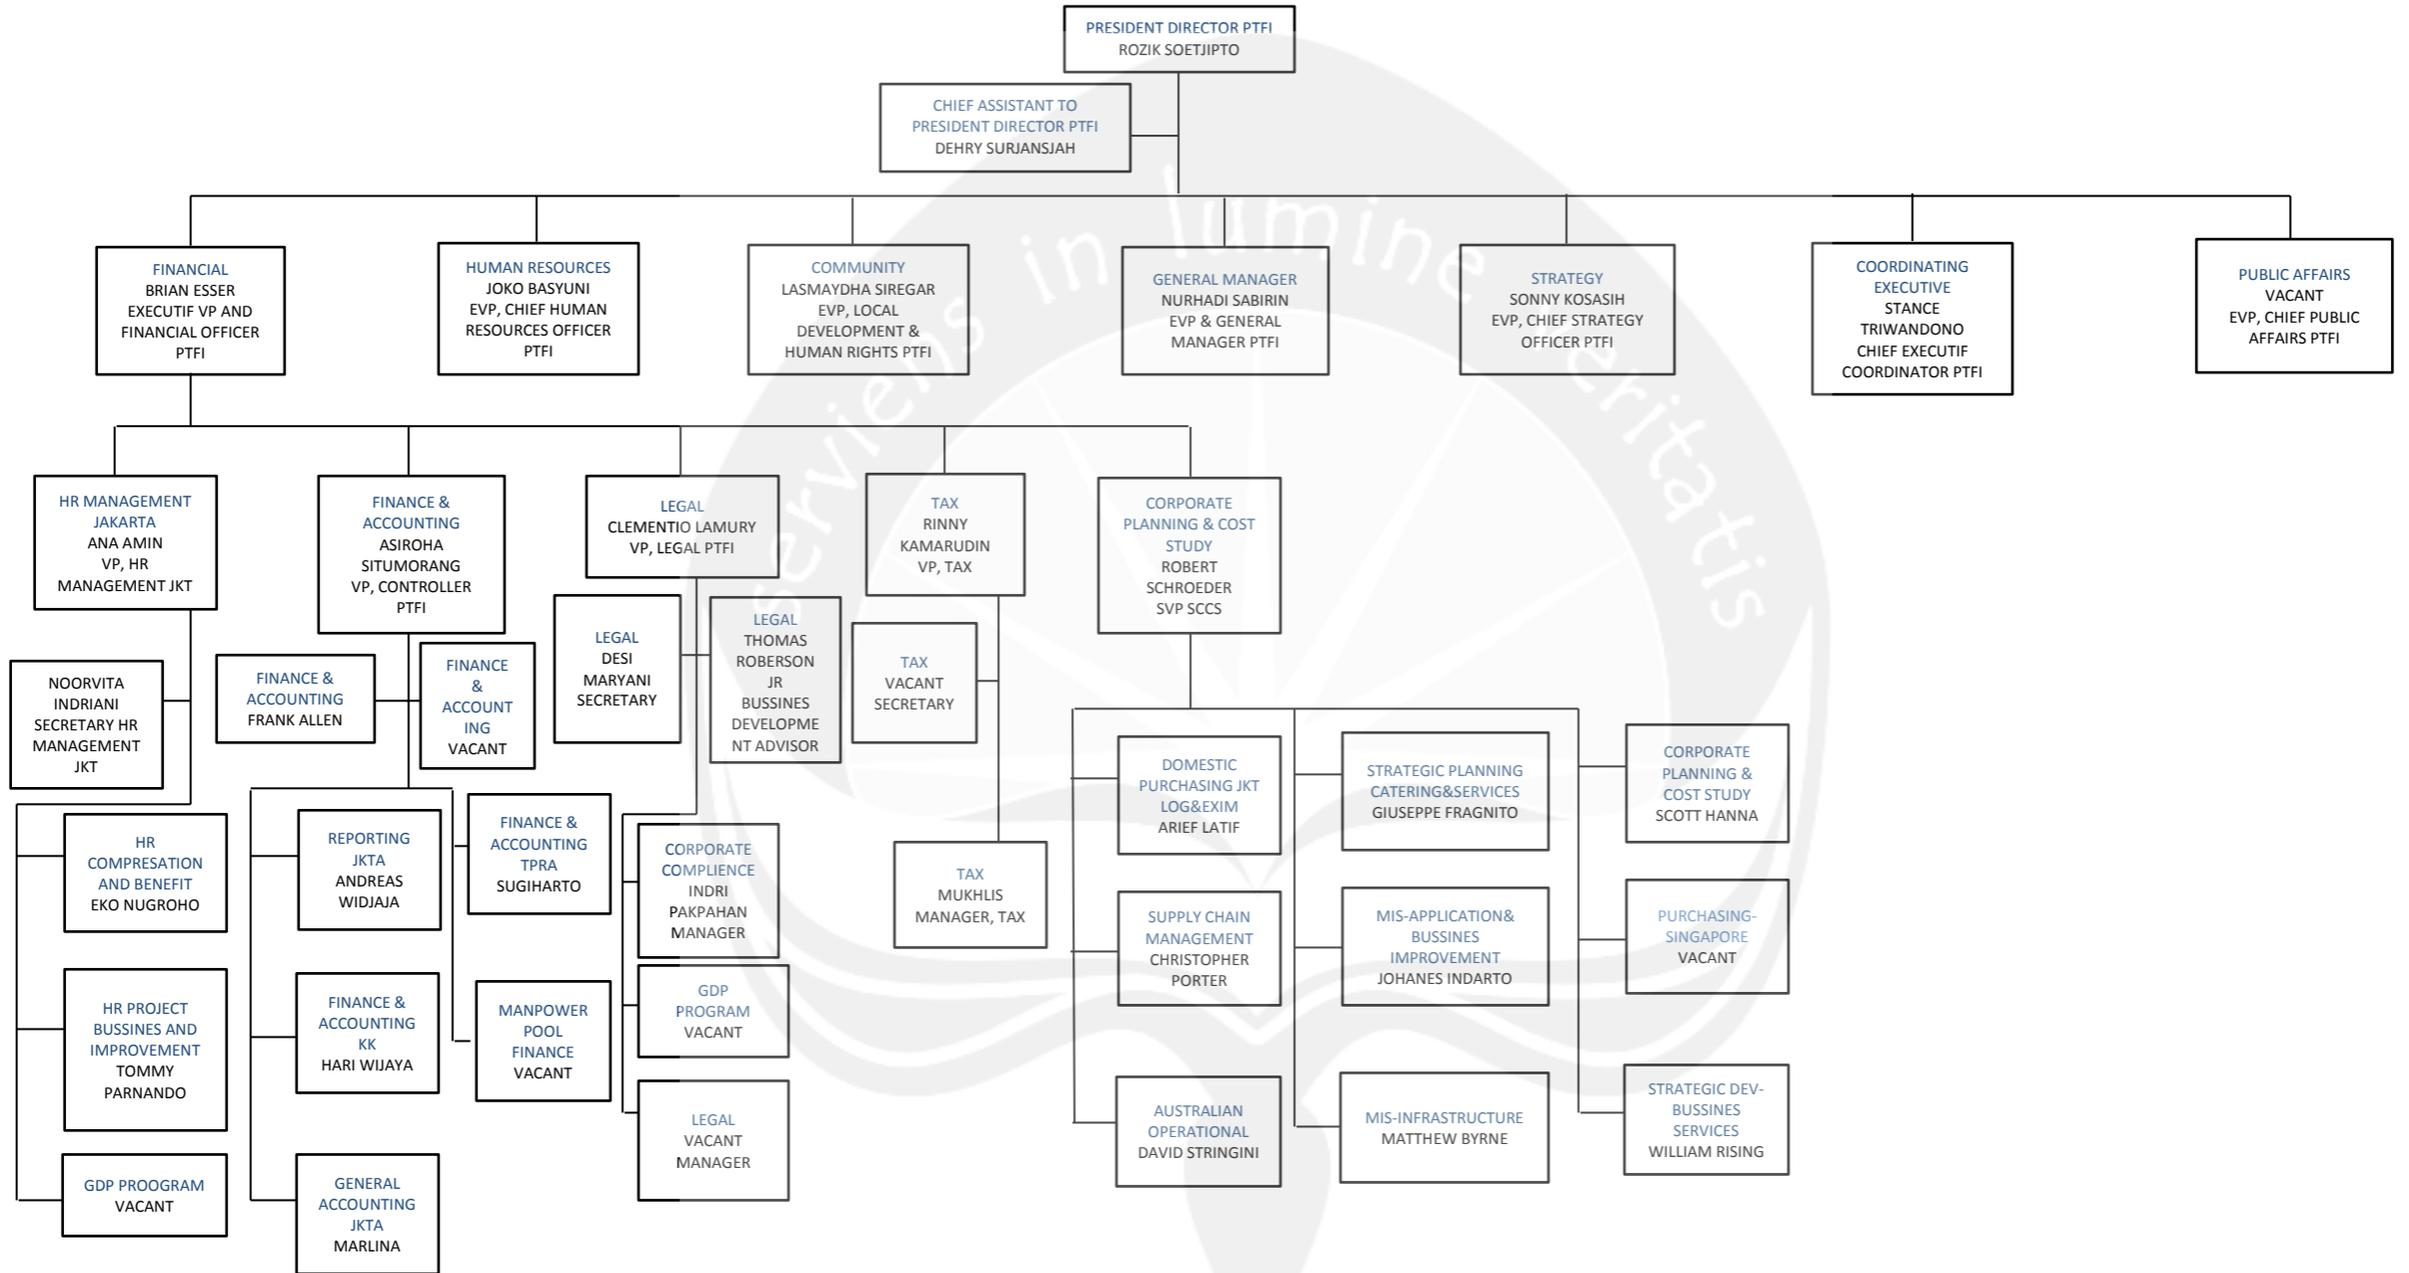 PRESIDENT DIRECTOR PTFI
ROZIK SOETJIPTO
CHIEF ASSISTANT TO
PRESIDENT DIRECTOR PTFI
DEHRY SURJANSJAH
serviens in lumine veritatis
FINANCIAL
BRIAN ESSER
EXECUTIF VP AND
FINANCIAL OFFICER
PTFI
HUMAN RESOURCES
JOKO BASYUNI
EVP, CHIEF HUMAN
RESOURCES OFFICER
PTFI
COMMUNITY
LASMAYDHA SIREGAR
EVP, LOCAL
DEVELOPMENT &
HUMAN RIGHTS PTFI
GENERAL MANAGER
NURHADI SABIRIN
EVP & GENERAL
MANAGER PTFI
STRATEGY
SONNY KOSASIH
EVP, CHIEF STRATEGY
OFFICER PTFI
COORDINATING
EXECUTIVE
STANCE
TRIWANDONO
CHIEF EXECUTIF
COORDINATOR PTFI
PUBLIC AFFAIRS
VACANT
EVP, CHIEF PUBLIC
AFFAIRS PTFI
HR MANAGEMENT
JAKARTA
ANA AMIN
VP, HR
MANAGEMENT JKT
FINANCE &
ACCOUNTING
ASIROHA
SITUMORANG
VP, CONTROLLER
PTFI
LEGAL
CLEMENTIO LAMURY
VP, LEGAL PTFI
TAX
RINNY
KAMARUDIN
VP, TAX
CORPORATE
PLANNING & COST
STUDY
ROBERT
SCHROEDER
SVP SCCS
NOORVITA
INDRIANI
SECRETARY HR
MANAGEMENT
JKT
FINANCE &
ACCOUNTING
FRANK ALLEN
FINANCE
&
ACCOUNT
ING
VACANT
LEGAL
DESI
MARYANI
SECRETARY
LEGAL
THOMAS
ROBERSON
JR
BUSSINES
DEVELOPME
NT ADVISOR
TAX
VACANT
SECRETARY
HR
COMPRESATION
AND BENEFIT
EKO NUGROHO
REPORTING
JKTA
ANDREAS
WIDJAJA
FINANCE &
ACCOUNTING
TPRA
SUGIHARTO
CORPORATE
COMPLIENCE
INDRI
PAKPAHAN
MANAGER
TAX
MUKHLIS
MANAGER, TAX
DOMESTIC
PURCHASING JKT
LOG&EXIM
ARIEF LATIF
STRATEGIC PLANNING
CATERING&SERVICES
GIUSEPPE FRAGNITO
CORPORATE
PLANNING &
COST STUDY
SCOTT HANNA
HR PROJECT
BUSSINES AND
IMPROVEMENT
TOMMY
PARNANDO
FINANCE &
ACCOUNTING
KK
HARI WIJAYA
MANPOWER
POOL
FINANCE
VACANT
GDP
PROGRAM
VACANT
SUPPLY CHAIN
MANAGEMENT
CHRISTOPHER
PORTER
MIS-APPLICATION&
BUSSINES
IMPROVEMENT
JOHANES INDARTO
PURCHASING-
SINGAPORE
VACANT
GDP PROOGRAM
VACANT
GENERAL
ACCOUNTING
JKTA
MARLINA
LEGAL
VACANT
MANAGER
AUSTRALIAN
OPERATIONAL
DAVID STRINGINI
MIS-INFRASTRUCTURE
MATTHEW BYRNE
STRATEGIC DEV-
BUSSINES
SERVICES
WILLIAM RISING